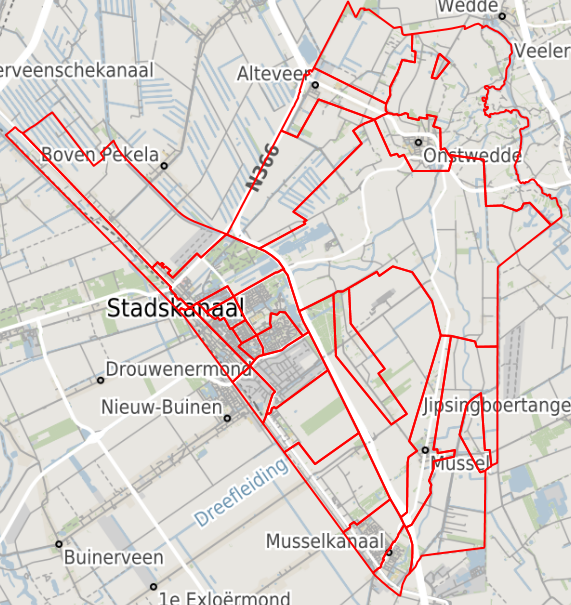 Wedde
Veeler
erveenschekanaal
Alteveer
Boven Pekela
Onstwedde
N366
Stadskanaal
Drouwenermond
Nieuw-Buinen
Jipsingboertange
Mussel
Dreefleiding
Musselkanaal
Buinerveen
1e Exloërmond